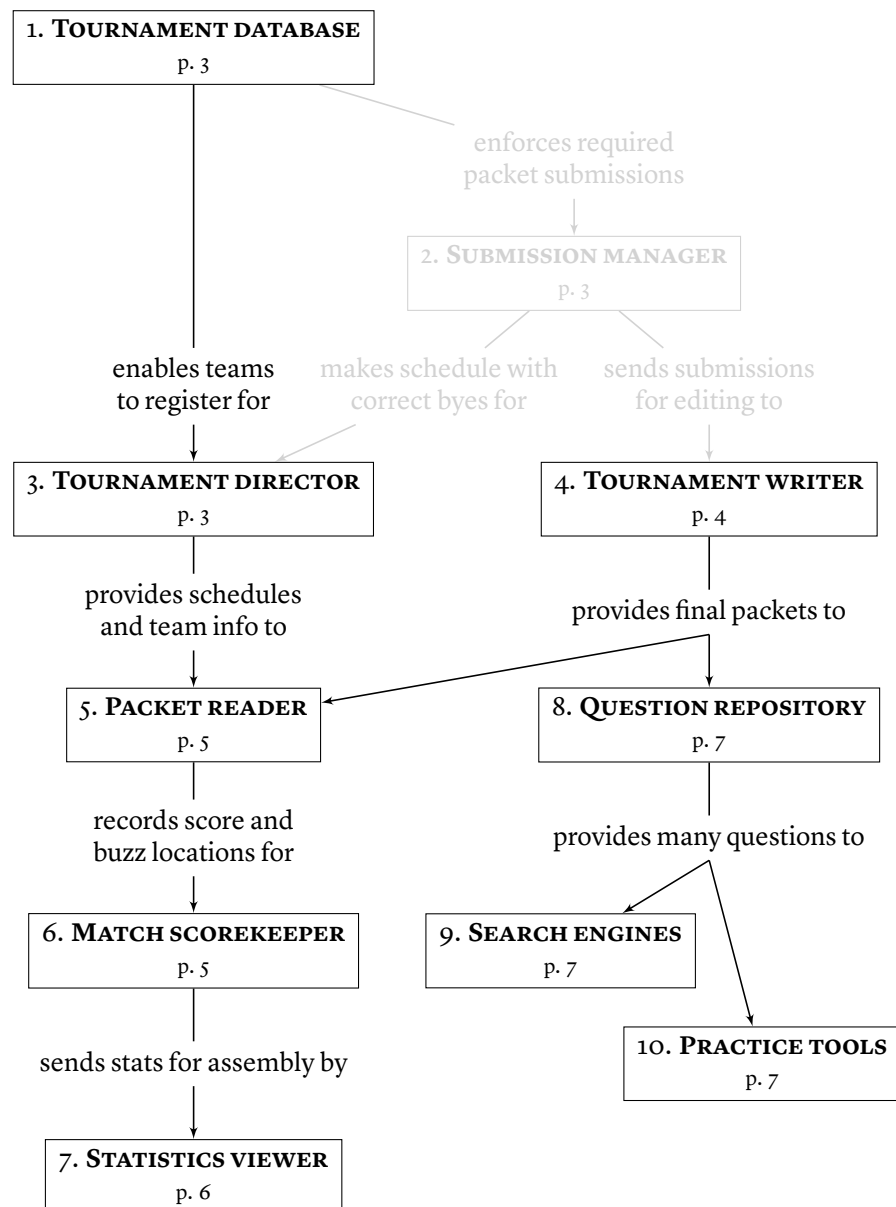 1. Tournament database
p. 3
enforces required
packet submissions
2. Submission manager
p. 3
enables teams
to register for
makes schedule with
correct byes for
sends submissions
for editing to
3. Tournament director
p. 3
4. Tournament writer
p. 4
provides schedules
and team info to
provides final packets to
5. Packet reader
p. 5
8. Question repository
p. 7
records score and
buzz locations for
provides many questions to
6. Match scorekeeper
p. 5
9. Search engines
p. 7
sends stats for assembly by
10. Practice tools
p. 7
7. Statistics viewer
p. 6